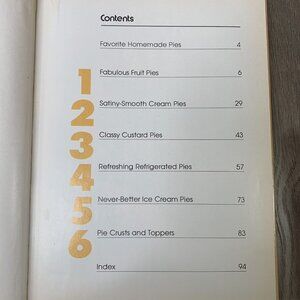 Contents
Favorite Homemade Pies 4
1 Fabulous Fruit Pies 6
2 Satiny-Smooth Cream Pies 29
3 Classy Custard Pies 43
4 Refreshing Refrigerated Pies 57
5 Never-Better Ice Cream Pies 73
6 Pie Crusts and Toppers 83
Index 94